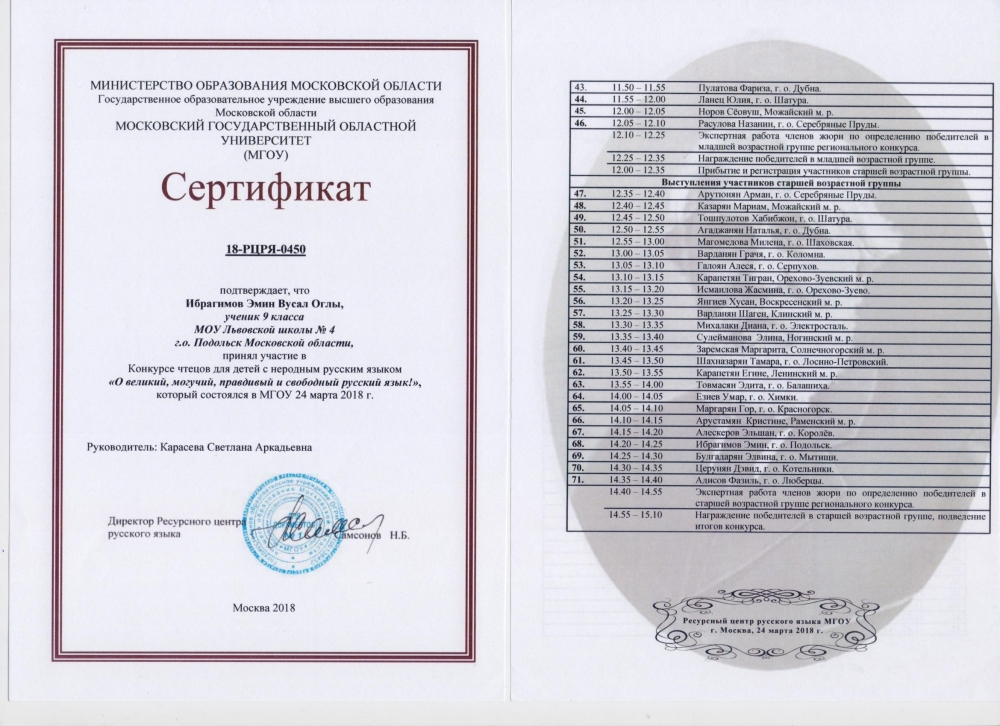 МИНИСТЕРСТВО ОБРАЗОВАНИЯ МОСКОВСКОЙ ОБЛАСТИ
Государственное образовательное учреждение высшего образования
Московской области
МОСКОВСКИЙ ГОСУДАРСТВЕННЫЙ ОБЛАСТНОЙ
УНИВЕРСИТЕТ
(МГОУ)
Сертификат
18-РЦРЯ-0450
подтверждает, что
Ибрагимов Эмин Вусал Оглы,
ученик 9 класса
МОУ Львовской школы № 4
г.о. Подольск Московской области,
принял участие в
Конкурсе чтецов для детей с неродным русским языком
«О великий, могучий, правдивый и свободный русский язык!»,
который состоялся в МГОУ 24 марта 2018 г.
Руководитель: Карасева Светлана Аркадьевна
Директор Ресурсного центра
русского языка Самсонов Н.Б.
Москва 2018
43. 11.50 – 11.55 Пулатова Фариза, г. о. Дубна.
44. 11.55 – 12.00 Ланец Юлия, г. о. Шатура.
45. 12.00 – 12.05 Норов Сёовуш, Можайский м. р.
46. 12.05 – 12.10 Расулова Назанин, г. о. Серебряные Пруды.
12.10 – 12.25 Экспертная работа членов жюри по определению победителей в
младшей возрастной группе регионального конкурса.
12.25 – 12.35 Награждение победителей в младшей возрастной группе.
12.00 – 12.35 Прибытие и регистрация участников старшей возрастной группы.
Выступления участников старшей возрастной группы
47. 12.35 – 12.40 Арутюнян Арман, г. о. Серебряные Пруды.
48. 12.40 – 12.45 Казарян Мариам, Можайский м. р.
49. 12.45 – 12.50 Тошпулотов Хабибжон, г. о. Шатура.
50. 12.50 – 12.55 Агаджанян Наталья, г. о. Дубна.
51. 12.55 – 13.00 Магомедова Милена, г. о. Шаховская.
52. 13.00 – 13.05 Варданян Грачя, г. о. Коломна.
53. 13.05 – 13.10 Галоян Алеся, г. о. Серпухов.
54. 13.10 – 13.15 Карапетян Тигран, Орехово-Зуевский м. р.
55. 13.15 – 13.20 Исмаилова Жасмина, г. о. Орехово-Зуево.
56. 13.20 – 13.25 Янгиев Хусан, Воскресенский м. р.
57. 13.25 – 13.30 Варданян Шаген, Клинский м. р.
58. 13.30 – 13.35 Михалаки Диана, г. о. Электросталь.
59. 13.35 – 13.40 Сулейманова Элина, Ногинский м. р.
60. 13.40 – 13.45 Заремская Маргарита, Солнечногорский м. р.
61. 13.45 – 13.50 Шахназарян Тамара, г. о. Лосино-Петровский.
62. 13.50 – 13.55 Карапетян Егине, Ленинский м. р.
63. 13.55 – 14.00 Товмасян Эдита, г. о. Балашиха.
64. 14.00 – 14.05 Езиев Умар, г. о. Химки.
65. 14.05 – 14.10 Маргарян Гор, г. о. Красногорск.
66. 14.10 – 14.15 Арустамян Кристине, Раменский м. р.
67. 14.15 – 14.20 Алескеров Эльшан, г. о. Королёв.
68. 14.20 – 14.25 Ибрагимов Эмин, г. о. Подольск.
69. 14.25 – 14.30 Булгадарян Элвина, г. о. Мытищи.
70. 14.30 – 14.35 Церунян Дэвид, г. о. Котельники.
71. 14.35 – 14.40 Адисов Фазиль, г. о. Люберцы.
14.40 – 14.55 Экспертная работа членов жюри по определению победителей в
старшей возрастной группе регионального конкурса.
14.55 – 15.10 Награждение победителей в старшей возрастной группе, подведение
итогов конкурса.
Ресурсный центр русского языка МГОУ
г. Москва, 24 марта 2018 г.